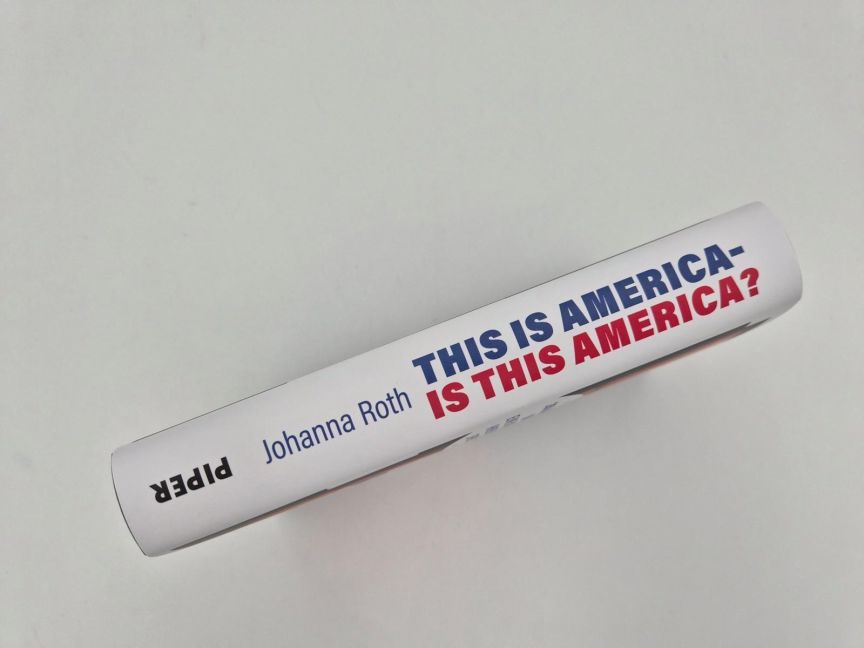 PIPER
Johanna Roth
THIS IS AMERICA-
IS THIS AMERICA?